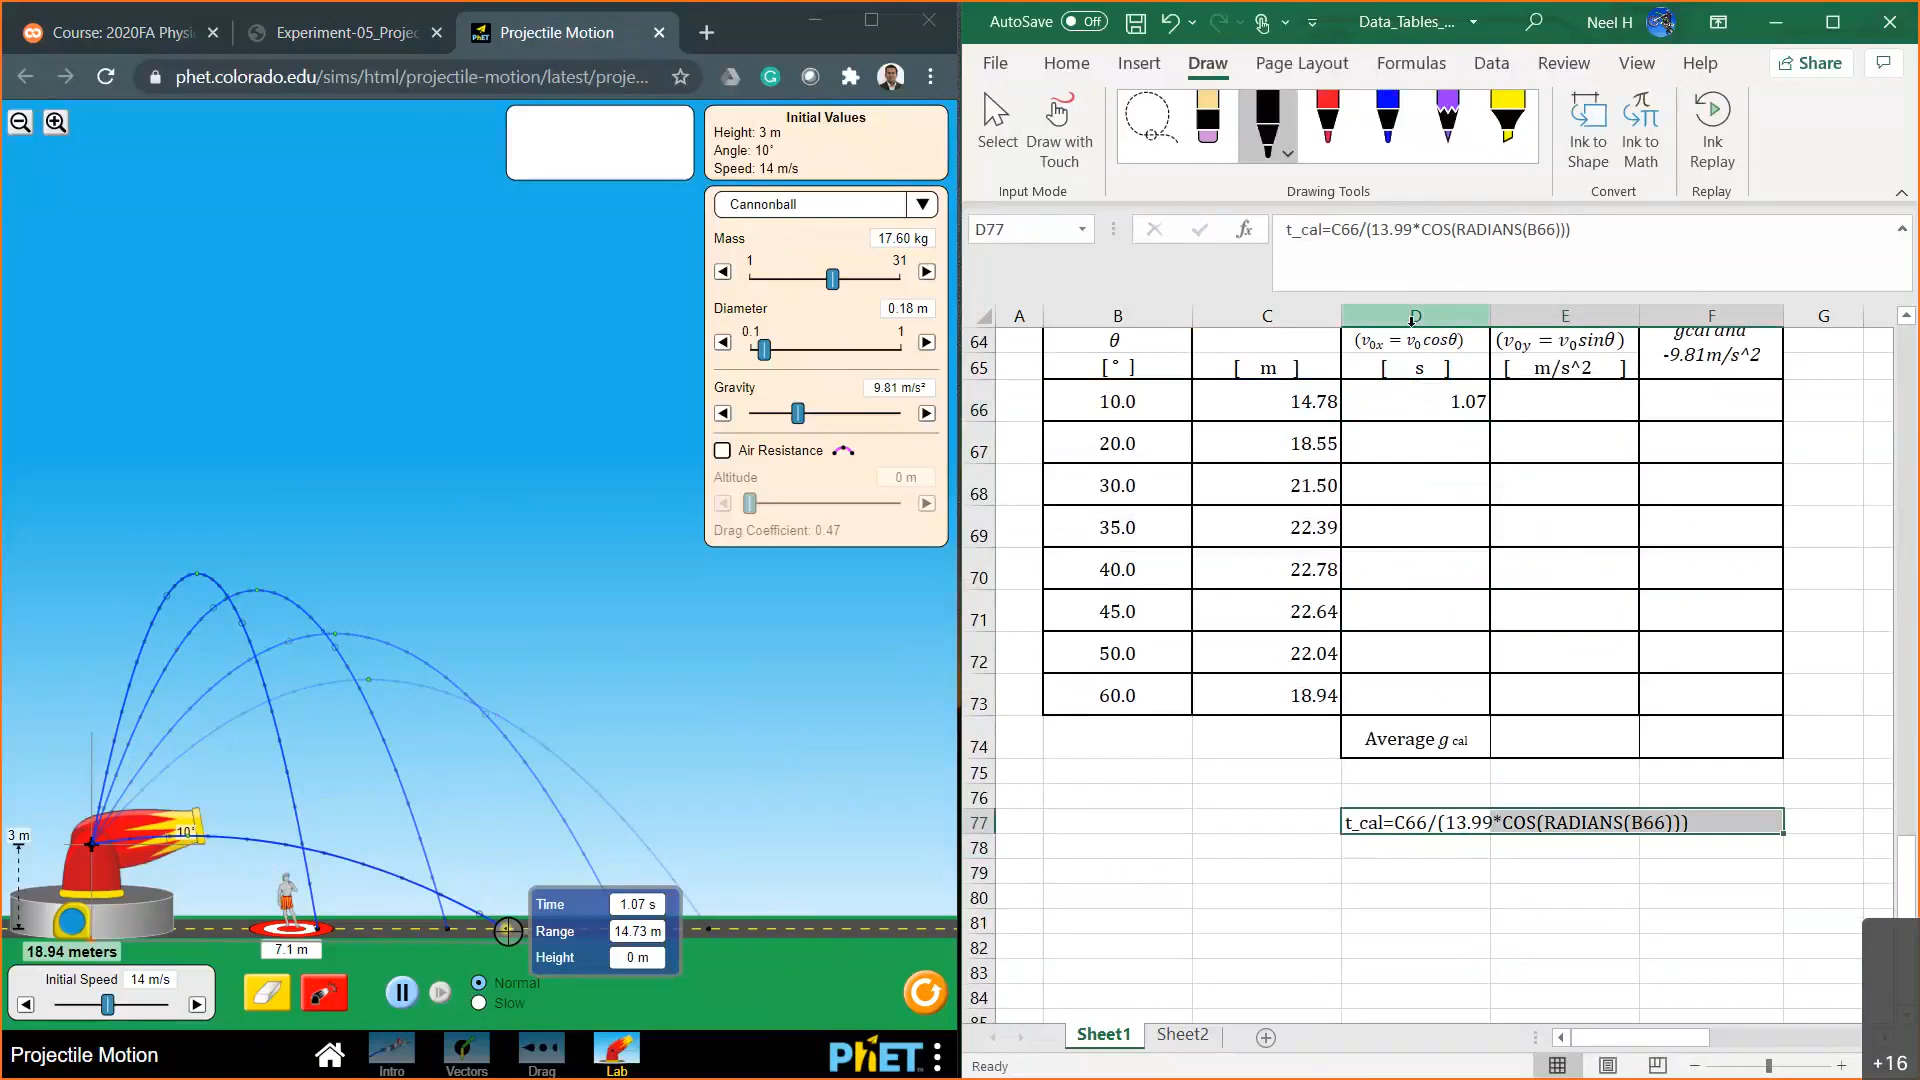 Course: 2020FA Physi
Experiment-05_Projec
Projectile Motion
phet.colorado.edu/sims/html/projectile-motion/latest/proje...
Initial Values
Height: 3 m
Angle: 10°
Speed: 14 m/s
Cannonball
Mass
17.60 kg
1
31
Diameter
0.18 m
0.1
1
Gravity
9.81 m/s²
Air Resistance
Altitude
0 m
Drag Coefficient: 0.47
10°
3 m
18.94 meters
7.1 m
Time
1.07 s
Range
14.73 m
Height
0 m
Initial Speed
14 m/s
Normal
Slow
Projectile Motion
Intro
Vectors
Drag
Lab
PhET
AutoSave Off
Data_Tables_...
Neel H
File Home Insert Draw Page Layout Formulas Data Review View Help
Share
Select
Draw with Touch
Ink to Shape
Ink to Math
Ink Replay
Input Mode
Drawing Tools
Convert
Replay
D77
fx
t_cal=C66/(13.99*COS(RADIANS(B66)))
A B C D E F G
64 θ (v₀ₓ = v₀cosθ) (v₀y = v₀sinθ) gcal and
-9.81m/s^2
65 [ ° ] [ m ] [ s ] [ m/s^2 ]
66 10.0 14.78 1.07
67 20.0 18.55
68 30.0 21.50
69 35.0 22.39
70 40.0 22.78
71 45.0 22.64
72 50.0 22.04
73 60.0 18.94
74 Average g cal
75
76
77 t_cal=C66/(13.99*COS(RADIANS(B66)))
78
79
80
81
82
83
84
85
Sheet1 Sheet2
Ready
+16